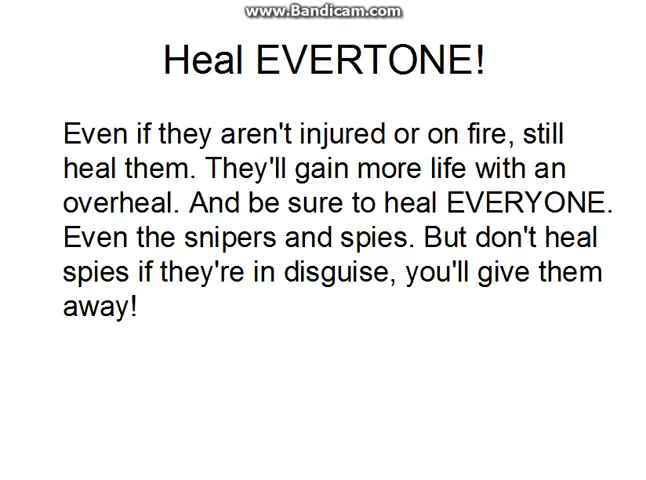 www.Bandicam.com
Heal EVERTONE!
Even if they aren't injured or on fire, still
heal them. They'll gain more life with an
overheal. And be sure to heal EVERYONE.
Even the snipers and spies. But don't heal
spies if they're in disguise, you'll give them
away!